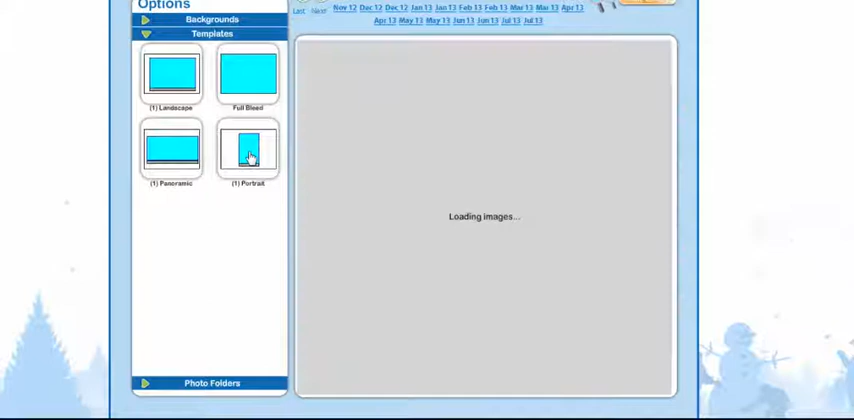 Options
Last Next Nov 12 Dec 12 Dec 12 Jan 13 Jan 13 Feb 13 Feb 13 Mar 13 Mar 13 Apr 13
Apr 13 May 13 May 13 Jun 13 Jun 13 Jul 13 Jul 13
Backgrounds
Templates
(1) Landscape
Full Bleed
(1) Panoramic
(1) Portrait
Loading images...
Photo Folders